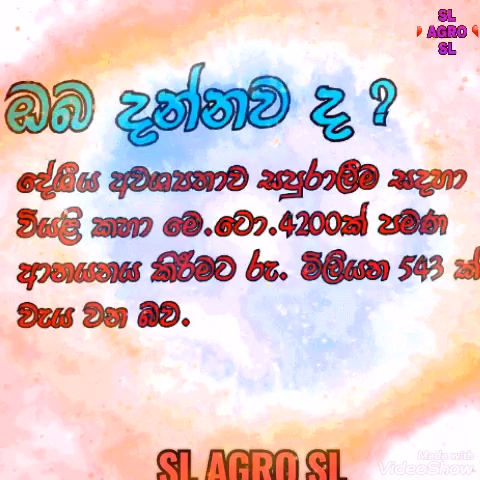 SL
AGRO
SL
ඔබ දන්නව ද ?
දේශීය අවශ්‍යතාව සපුරාලීම සඳහා
වියළි කහා මෙ.ටො.4200ක් පමණ
ආනයනය කිරීමට රු. මිලියන 543 ක්
වැය වන බව.
SL AGRO SL
Made with
VideoShow